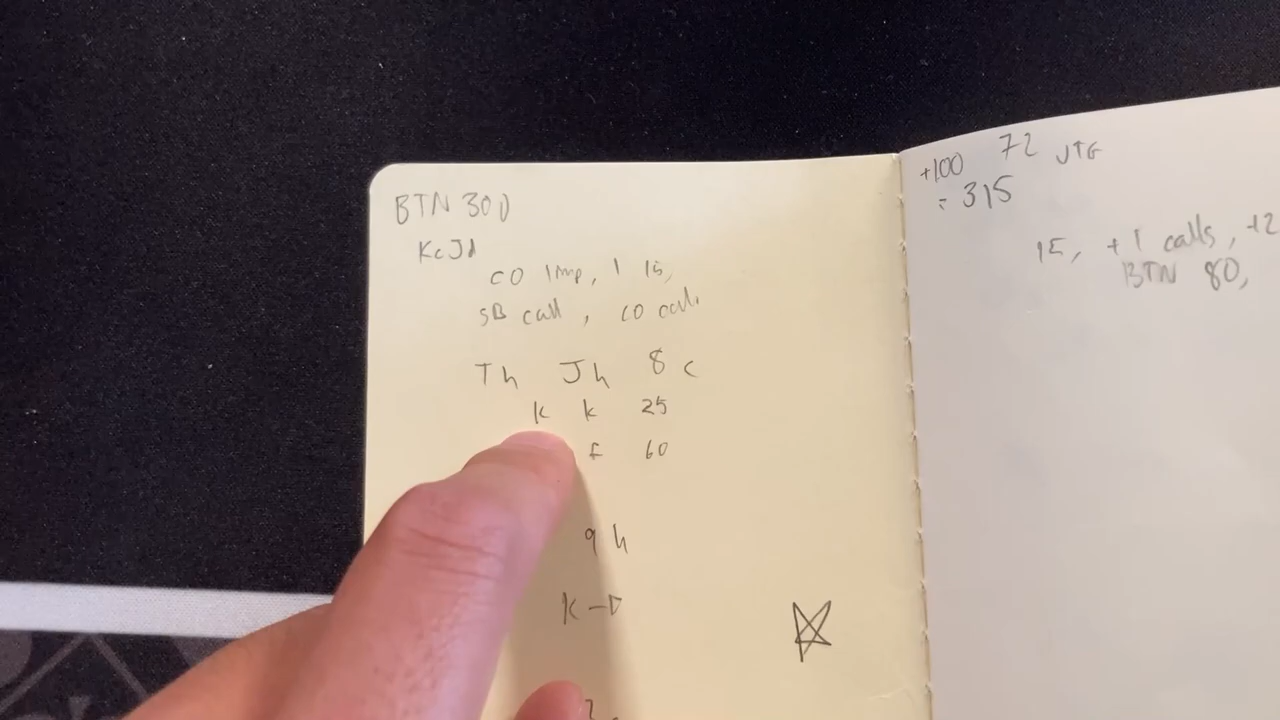 BTN 300
KcJd
CO limp, I 15,
SB call, CO call
Th Jh 8c
k k 25
f 60
9h
k –
+100 72 UTG
= 315
15, +1 calls, +2
BTN 80,